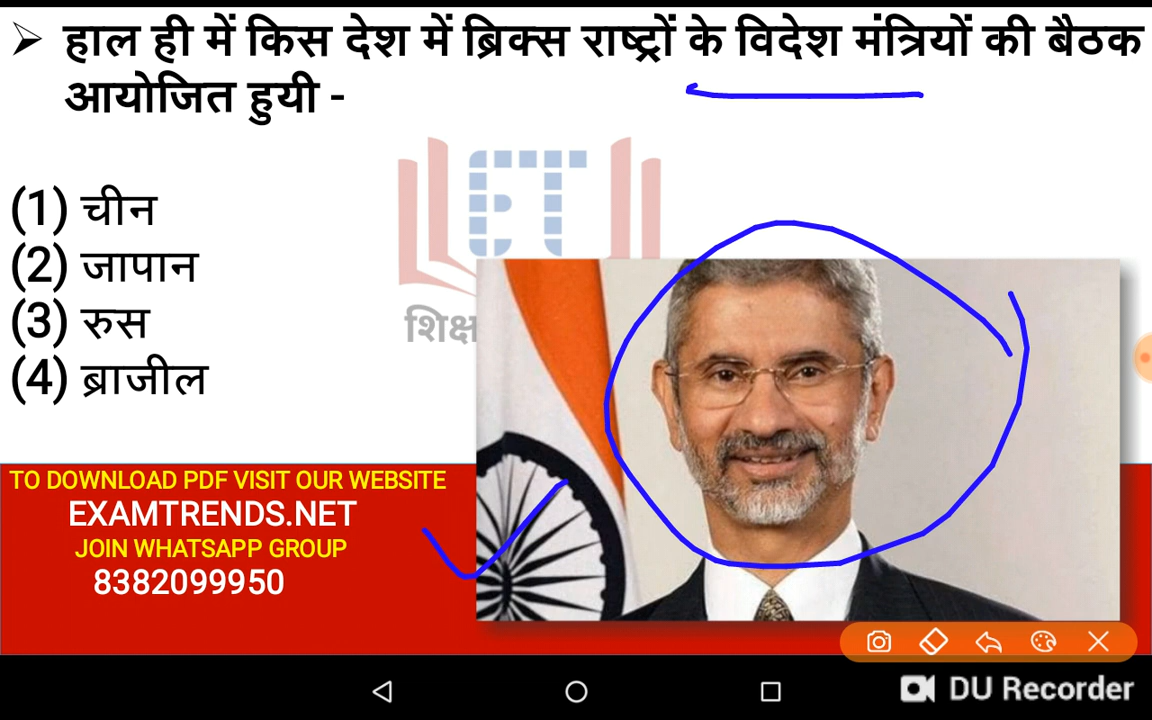 ➢ हाल ही में किस देश में ब्रिक्स राष्ट्रों के विदेश मंत्रियों की बैठक
आयोजित हुयी -
ET
(1) चीन
(2) जापान
(3) रुस
शिक्ष
(4) ब्राजील
TO DOWNLOAD PDF VISIT OUR WEBSITE
EXAMTRENDS.NET
JOIN WHATSAPP GROUP
8382099950
DU Recorder